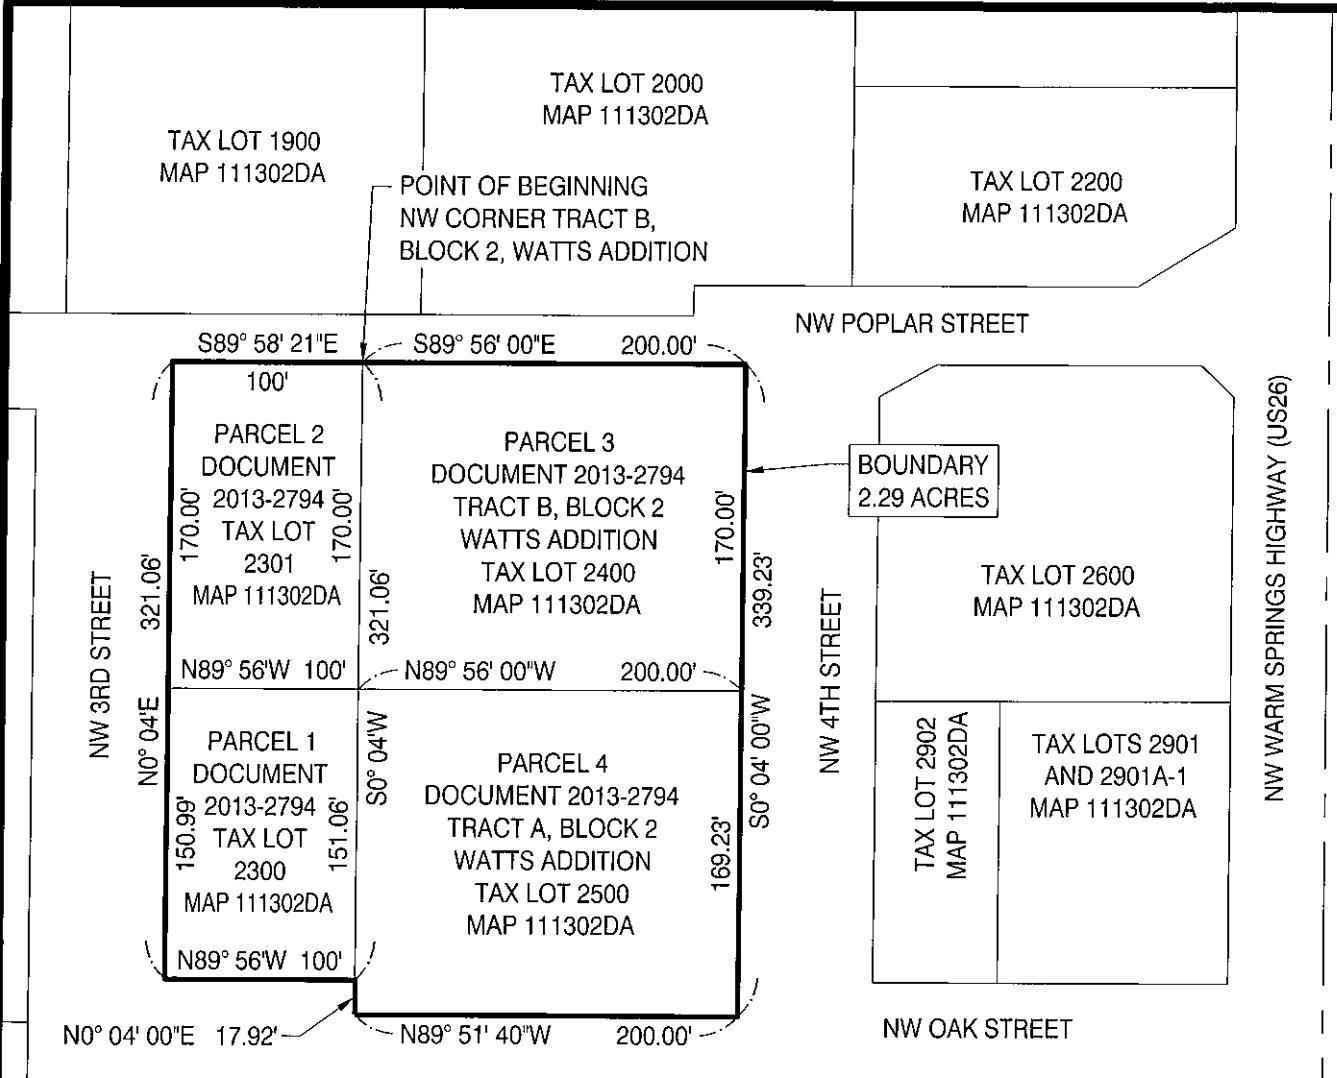 TAX LOT 1900
MAP 111302DA
TAX LOT 2000
MAP 111302DA
TAX LOT 2200
MAP 111302DA
POINT OF BEGINNING
NW CORNER TRACT B,
BLOCK 2, WATTS ADDITION
NW POPLAR STREET
S89° 58' 21"E
100'
S89° 56' 00"E 200.00'
PARCEL 2
DOCUMENT
2013-2794
TAX LOT
2301
MAP 111302DA
170.00'
170.00'
321.06'
321.06'
PARCEL 3
DOCUMENT 2013-2794
TRACT B, BLOCK 2
WATTS ADDITION
TAX LOT 2400
MAP 111302DA
170.00'
339.23'
BOUNDARY
2.29 ACRES
TAX LOT 2600
MAP 111302DA
NW WARM SPRINGS HIGHWAY (US26)
NW 3RD STREET
NW 4TH STREET
N89° 56'W 100'
N89° 56' 00"W 200.00'
N0° 04'E
S0° 04'W
S0° 04' 00"W
PARCEL 1
DOCUMENT
2013-2794
TAX LOT
2300
MAP 111302DA
150.99'
151.06'
PARCEL 4
DOCUMENT 2013-2794
TRACT A, BLOCK 2
WATTS ADDITION
TAX LOT 2500
MAP 111302DA
169.23'
TAX LOT 2902
MAP 111302DA
TAX LOTS 2901
AND 2901A-1
MAP 111302DA
N89° 56'W 100'
N0° 04' 00"E 17.92'
N89° 51' 40"W 200.00'
NW OAK STREET